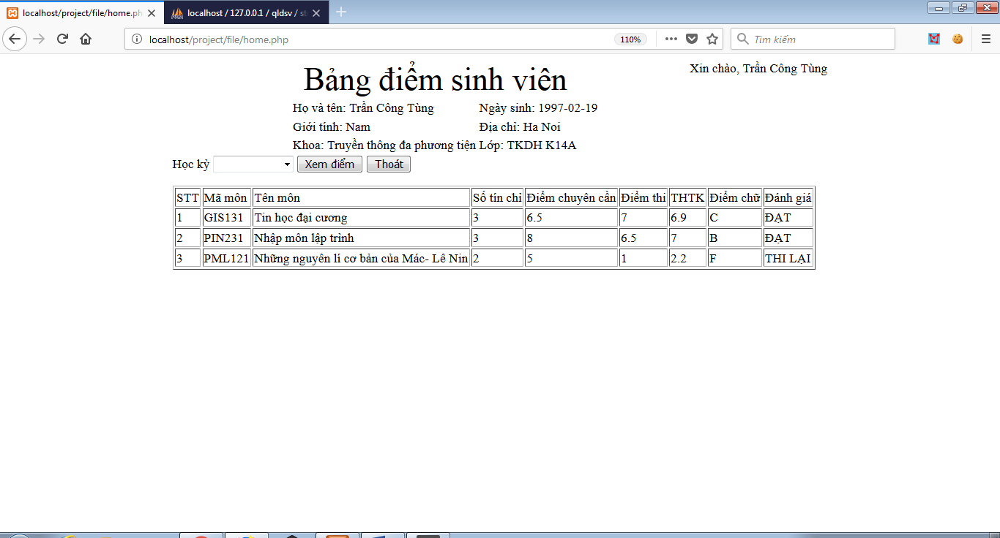 localhost/project/file/home.ph
localhost / 127.0.0.1 / qldsv / st
localhost/project/file/home.php
110%
Tìm kiếm
Xin chào, Trần Công Tùng
Bảng điểm sinh viên
Họ và tên: Trần Công Tùng Ngày sinh: 1997-02-19
Giới tính: Nam Địa chỉ: Ha Noi
Khoa: Truyền thông đa phương tiện Lớp: TKDH K14A
Học kỳ Xem điểm Thoát
STT Mã môn Tên môn Số tín chỉ Điểm chuyên cần Điểm thi THTK Điểm chữ Đánh giá
1 GIS131 Tin học đại cương 3 6.5 7 6.9 C ĐẠT
2 PIN231 Nhập môn lập trình 3 8 6.5 7 B ĐẠT
3 PML121 Những nguyên lí cơ bản của Mác- Lê Nin 2 5 1 2.2 F THI LẠI